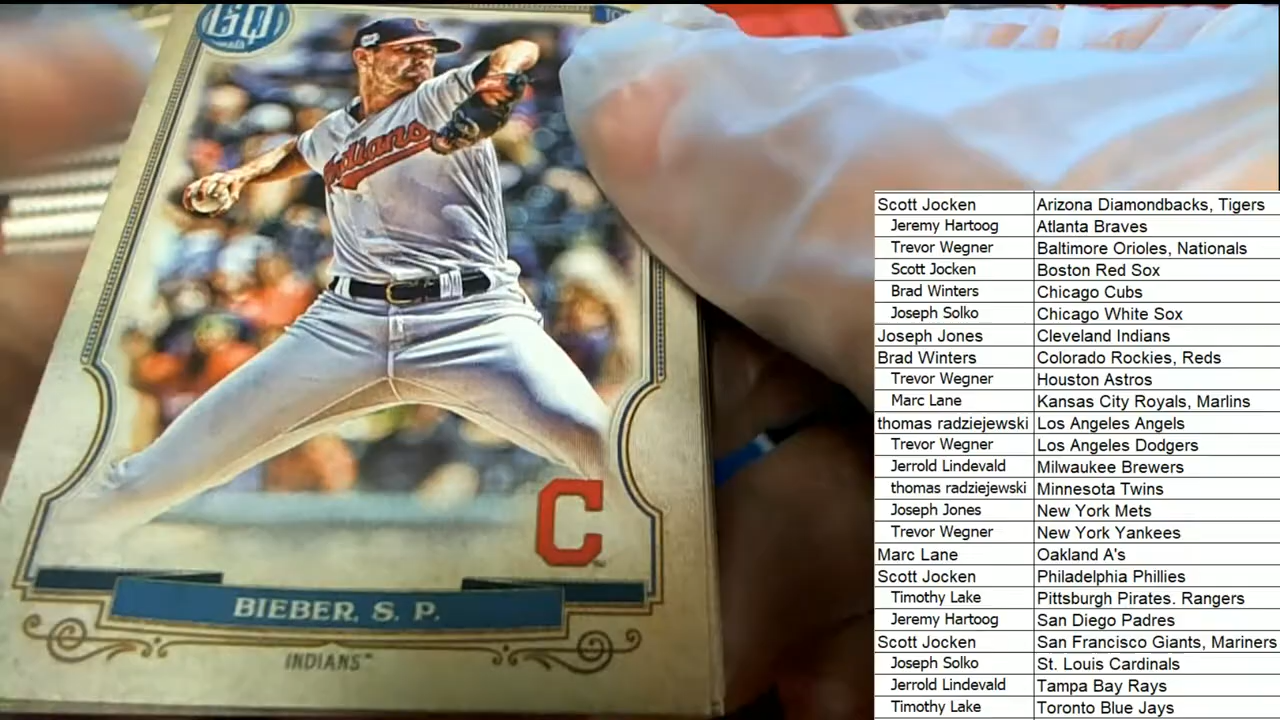 GQ
Indians
C
BIEBER, S. P.
INDIANS™
Scott Jocken Arizona Diamondbacks, Tigers
Jeremy Hartoog Atlanta Braves
Trevor Wegner Baltimore Orioles, Nationals
Scott Jocken Boston Red Sox
Brad Winters Chicago Cubs
Joseph Solko Chicago White Sox
Joseph Jones Cleveland Indians
Brad Winters Colorado Rockies, Reds
Trevor Wegner Houston Astros
Marc Lane Kansas City Royals, Marlins
thomas radziejewski Los Angeles Angels
Trevor Wegner Los Angeles Dodgers
Jerrold Lindevald Milwaukee Brewers
thomas radziejewski Minnesota Twins
Joseph Jones New York Mets
Trevor Wegner New York Yankees
Marc Lane Oakland A's
Scott Jocken Philadelphia Phillies
Timothy Lake Pittsburgh Pirates. Rangers
Jeremy Hartoog San Diego Padres
Scott Jocken San Francisco Giants, Mariners
Joseph Solko St. Louis Cardinals
Jerrold Lindevald Tampa Bay Rays
Timothy Lake Toronto Blue Jays